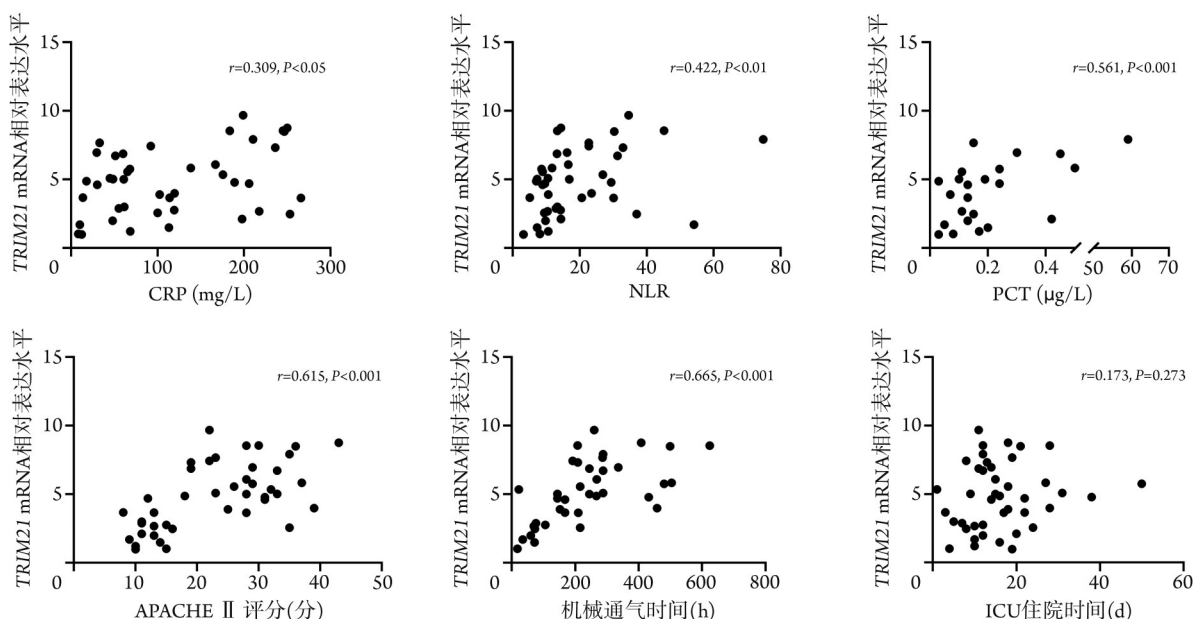 TRIM21 mRNA相对表达水平
15
10
5
0
100
200
300
r=0.309, P<0.05
CRP (mg/L)
TRIM21 mRNA相对表达水平
15
10
5
0
20
40
60
80
r=0.422, P<0.01
NLR
TRIM21 mRNA相对表达水平
15
10
5
0
0.2
0.4
50
60
70
r=0.561, P<0.001
PCT (μg/L)
TRIM21 mRNA相对表达水平
15
10
5
0
10
20
30
40
50
r=0.615, P<0.001
APACHE Ⅱ 评分(分)
TRIM21 mRNA相对表达水平
15
10
5
0
200
400
600
800
r=0.665, P<0.001
机械通气时间(h)
TRIM21 mRNA相对表达水平
15
10
5
0
20
40
60
r=0.173, P=0.273
ICU住院时间(d)